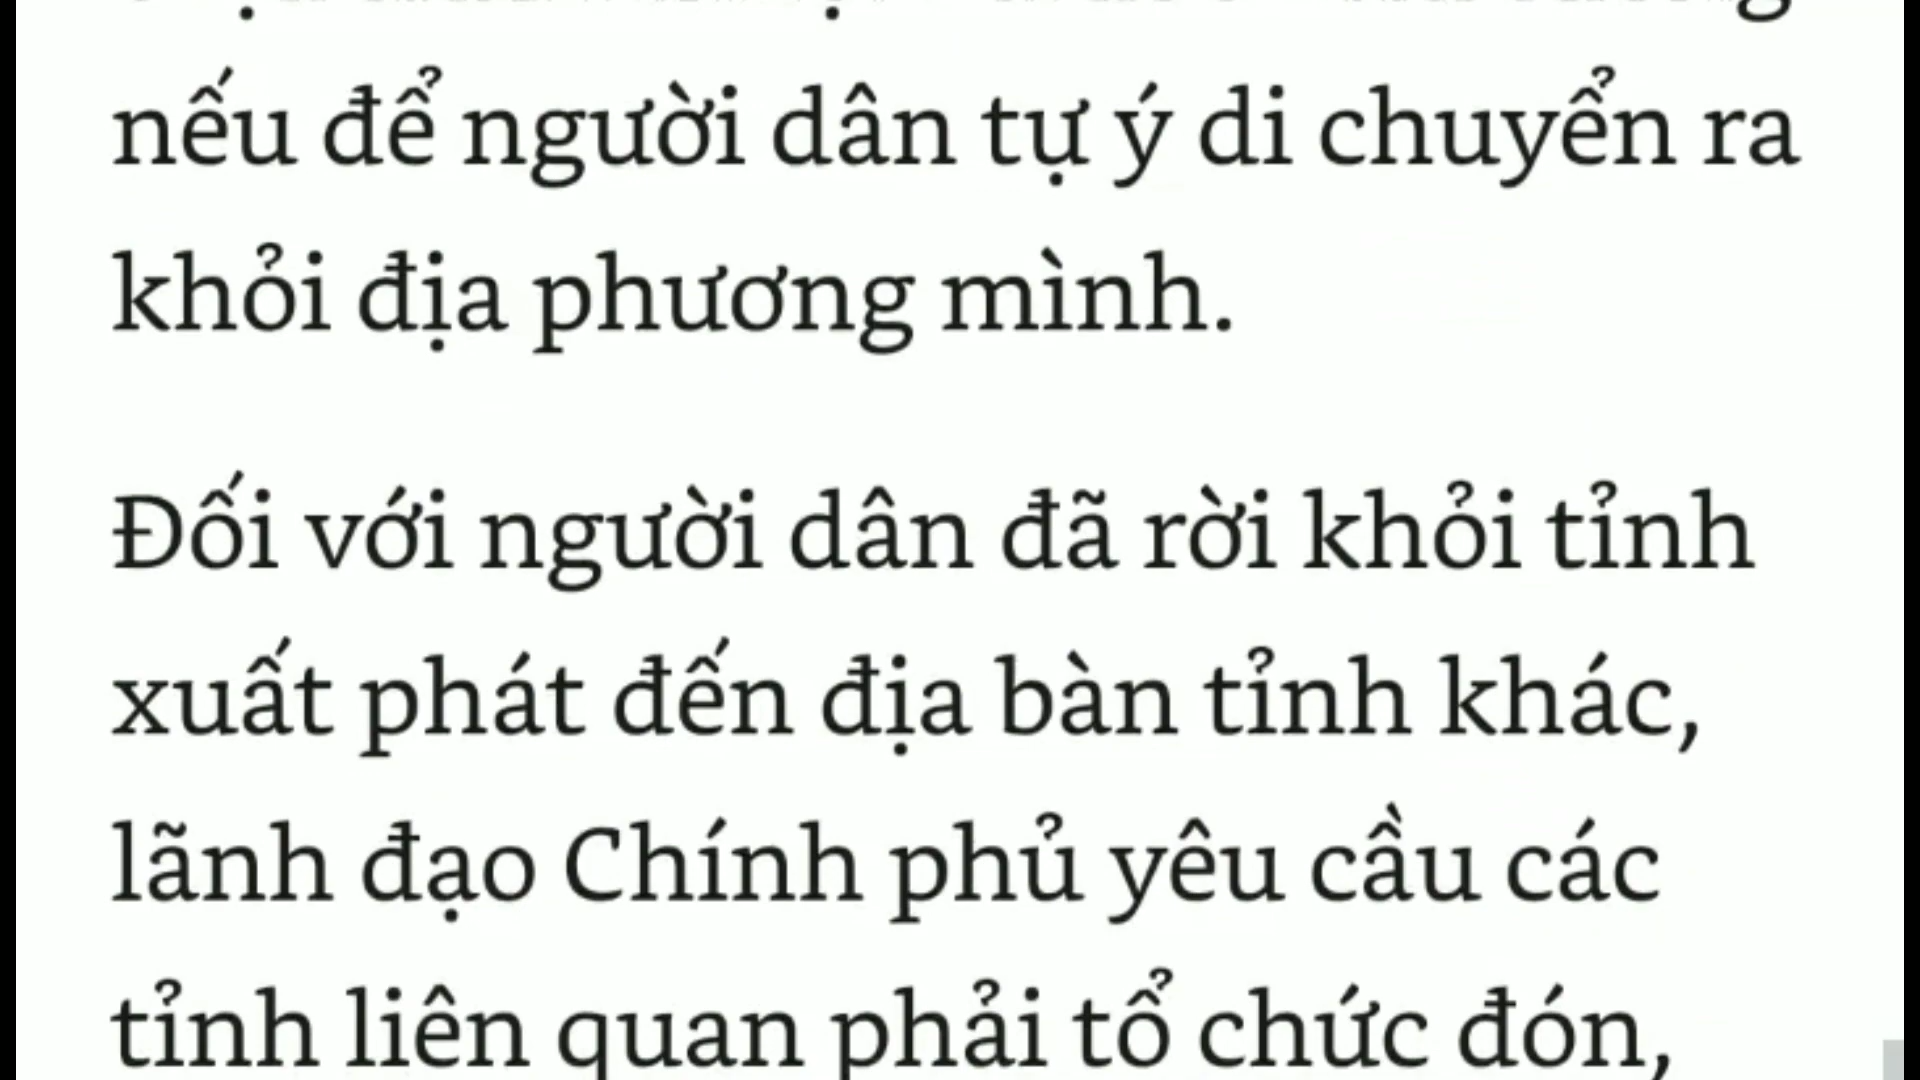 nếu để người dân tự ý di chuyển ra
khỏi địa phương mình.
Đối với người dân đã rời khỏi tỉnh
xuất phát đến địa bàn tỉnh khác,
lãnh đạo Chính phủ yêu cầu các
tỉnh liên quan phải tổ chức đón,